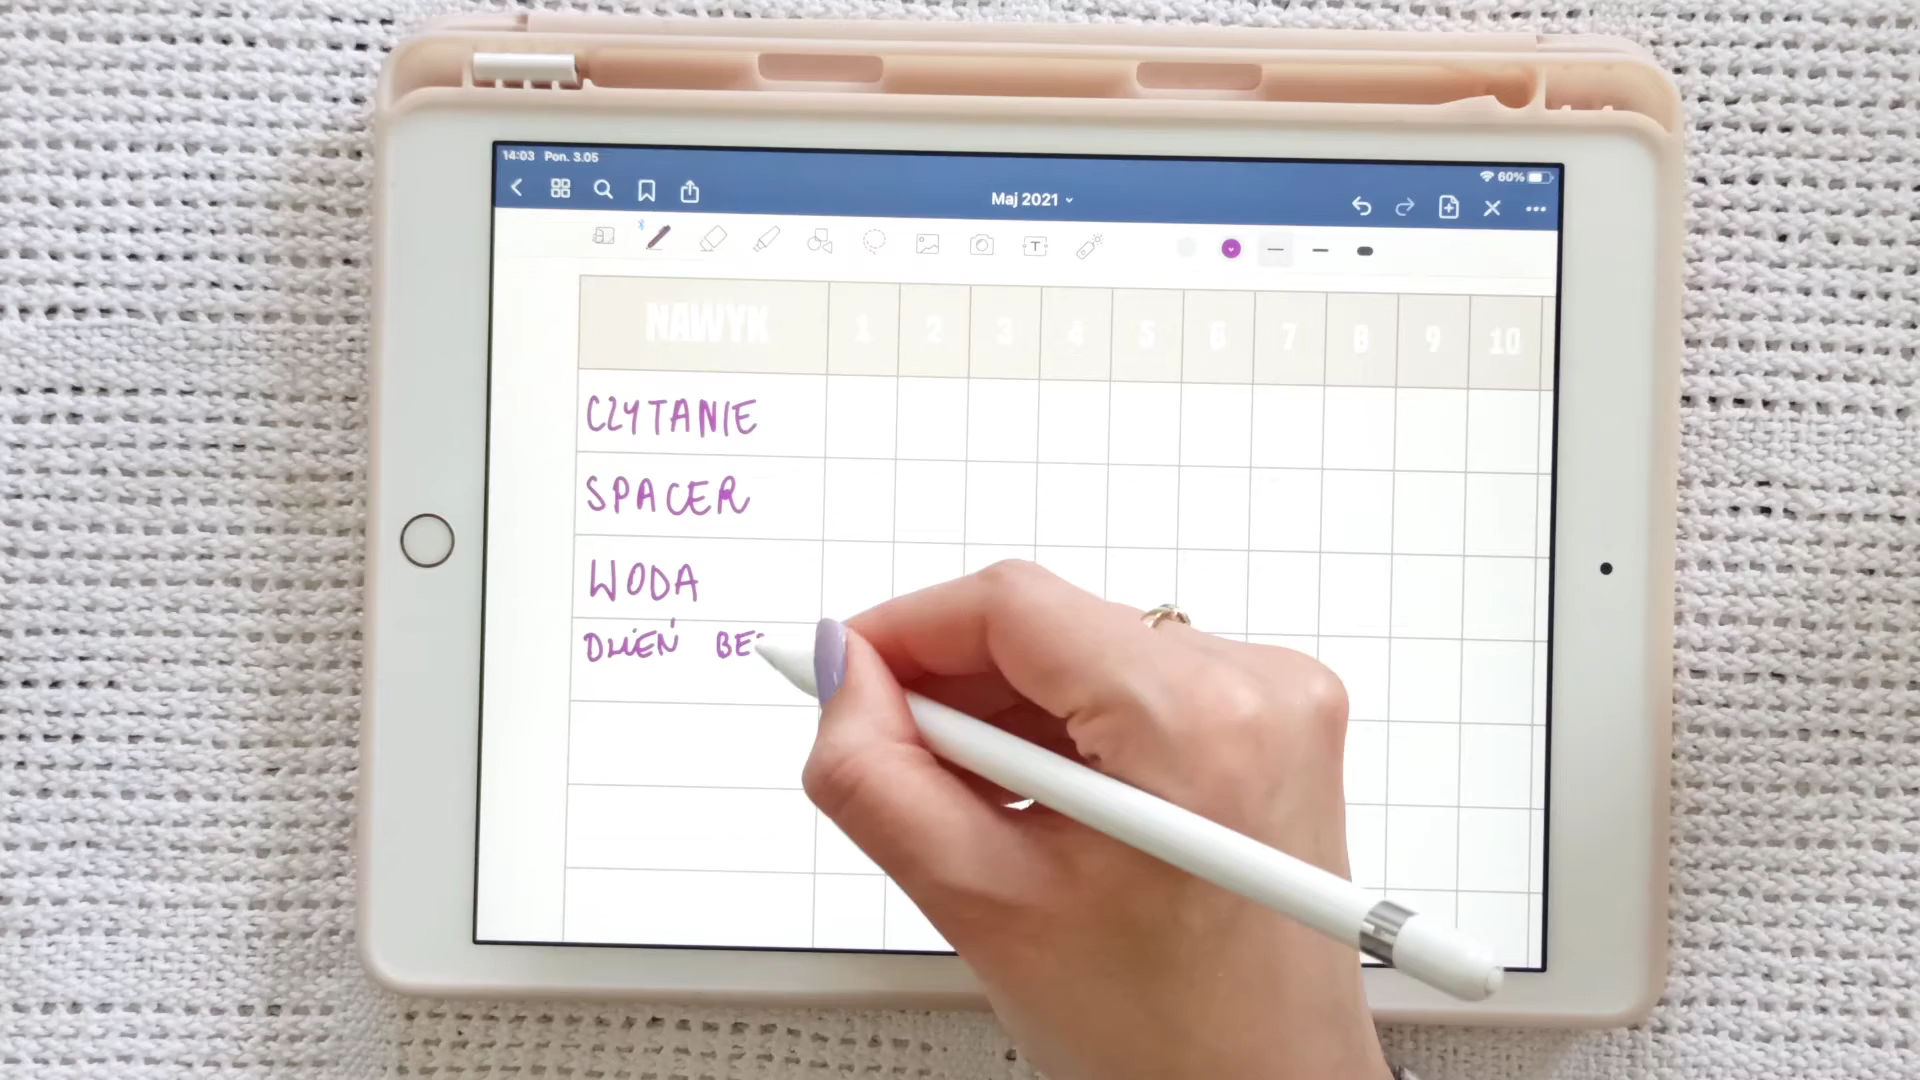 14:03 Pon. 3.05
60%
Maj 2021
T
NAWYK 1 2 3 4 5 6 7 8 9 10
CZYTANIE
SPACER
WODA
DZIEŃ BE